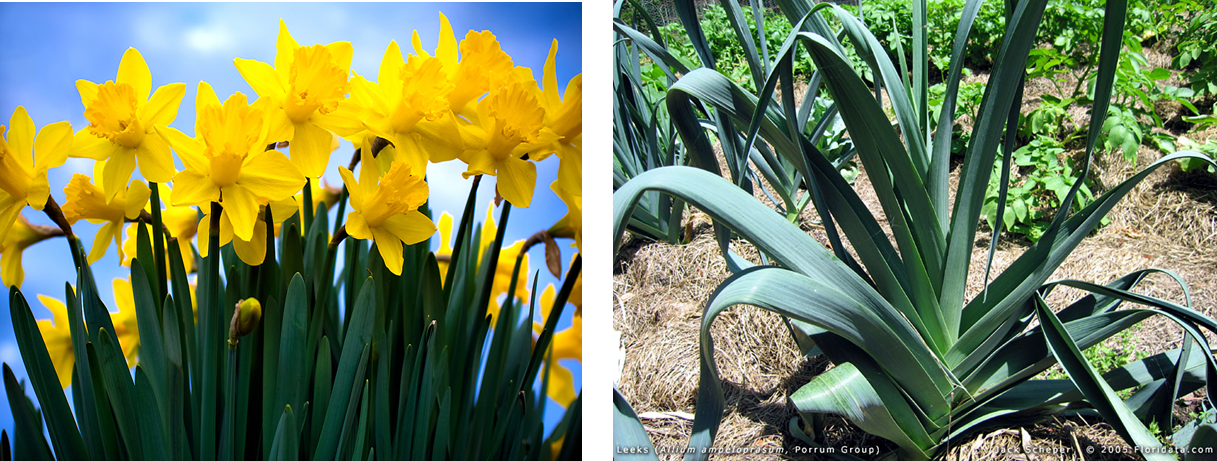 Leeks (Allium ampeloprasum, Porrum Group)
Jack Scheper © 2005 Floridata.com